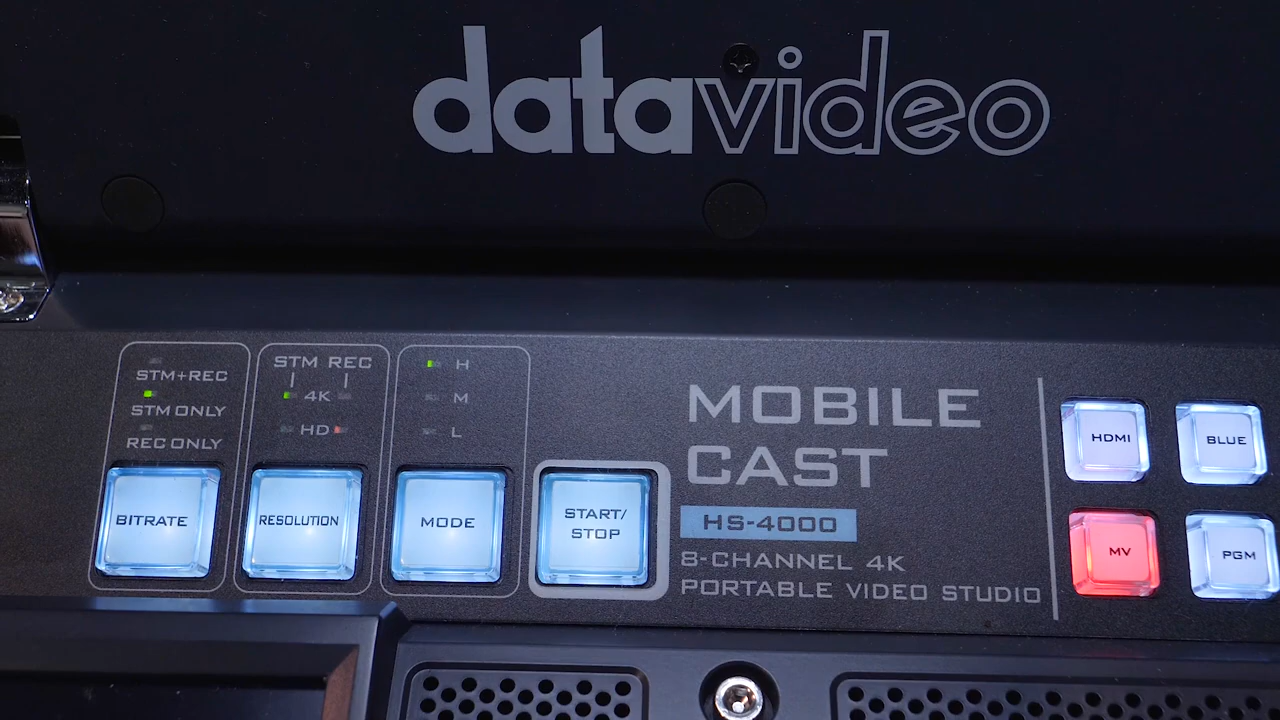 datavideo
STM+REC
STM ONLY
REC ONLY
BITRATE
STM REC
4K
HD
RESOLUTION
H
M
L
MODE
START/
STOP
MOBILE
CAST
HS-4000
8-CHANNEL 4K
PORTABLE VIDEO STUDIO
HDMI
BLUE
MV
PGM